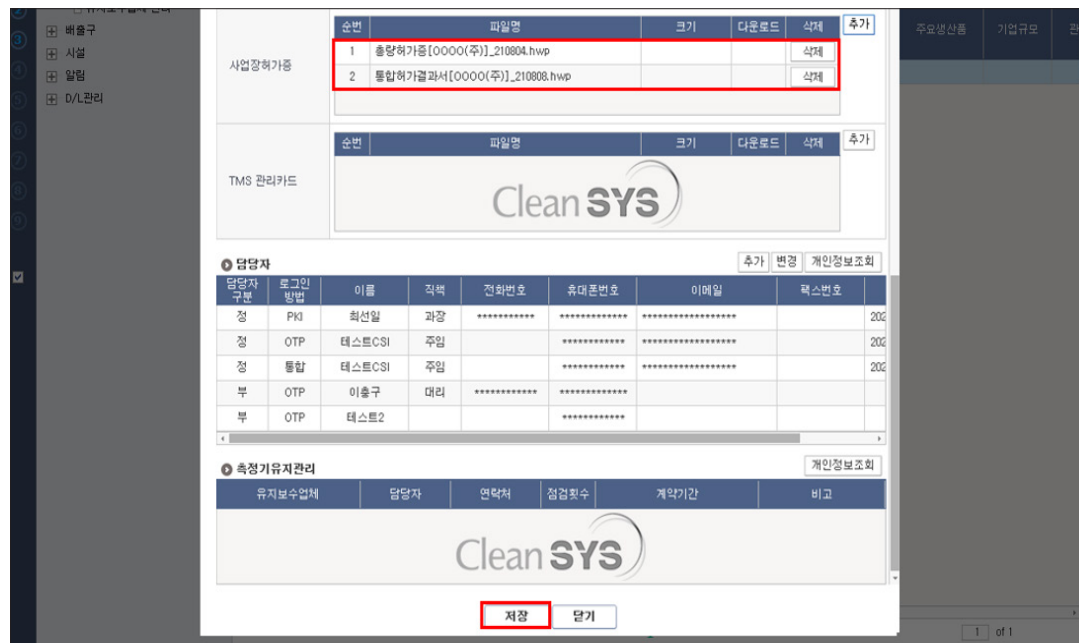 배출구
시설
알림
D/L관리
주요생산품 기업규모
사업장허가증
순번 파일명 크기 다운로드 삭제 추가
1 총량허가증[0000(주)]_210804.hwp 삭제
2 통합허가결과서[0000(주)]_210808.hwp 삭제
TMS 관리카드
순번 파일명 크기 다운로드 삭제 추가
Clean SYS
담당자
추가 변경 개인정보조회
담당자구분 로그인방법 이름 직책 전화번호 휴대폰번호 이메일 팩스번호
정 PKI 최선일 과장 *********** ************* ****************** 202
정 OTP 테스트CSI 주임 ************ ****************** 202
정 통합 테스트CSI 주임 ************ ****************** 202
부 OTP 이총구 대리 ************ *************
부 OTP 테스트2 ************
측정기유지관리
개인정보조회
유지보수업체 담당자 연락처 점검횟수 계약기간 비고
Clean SYS
저장 닫기
1 of 1